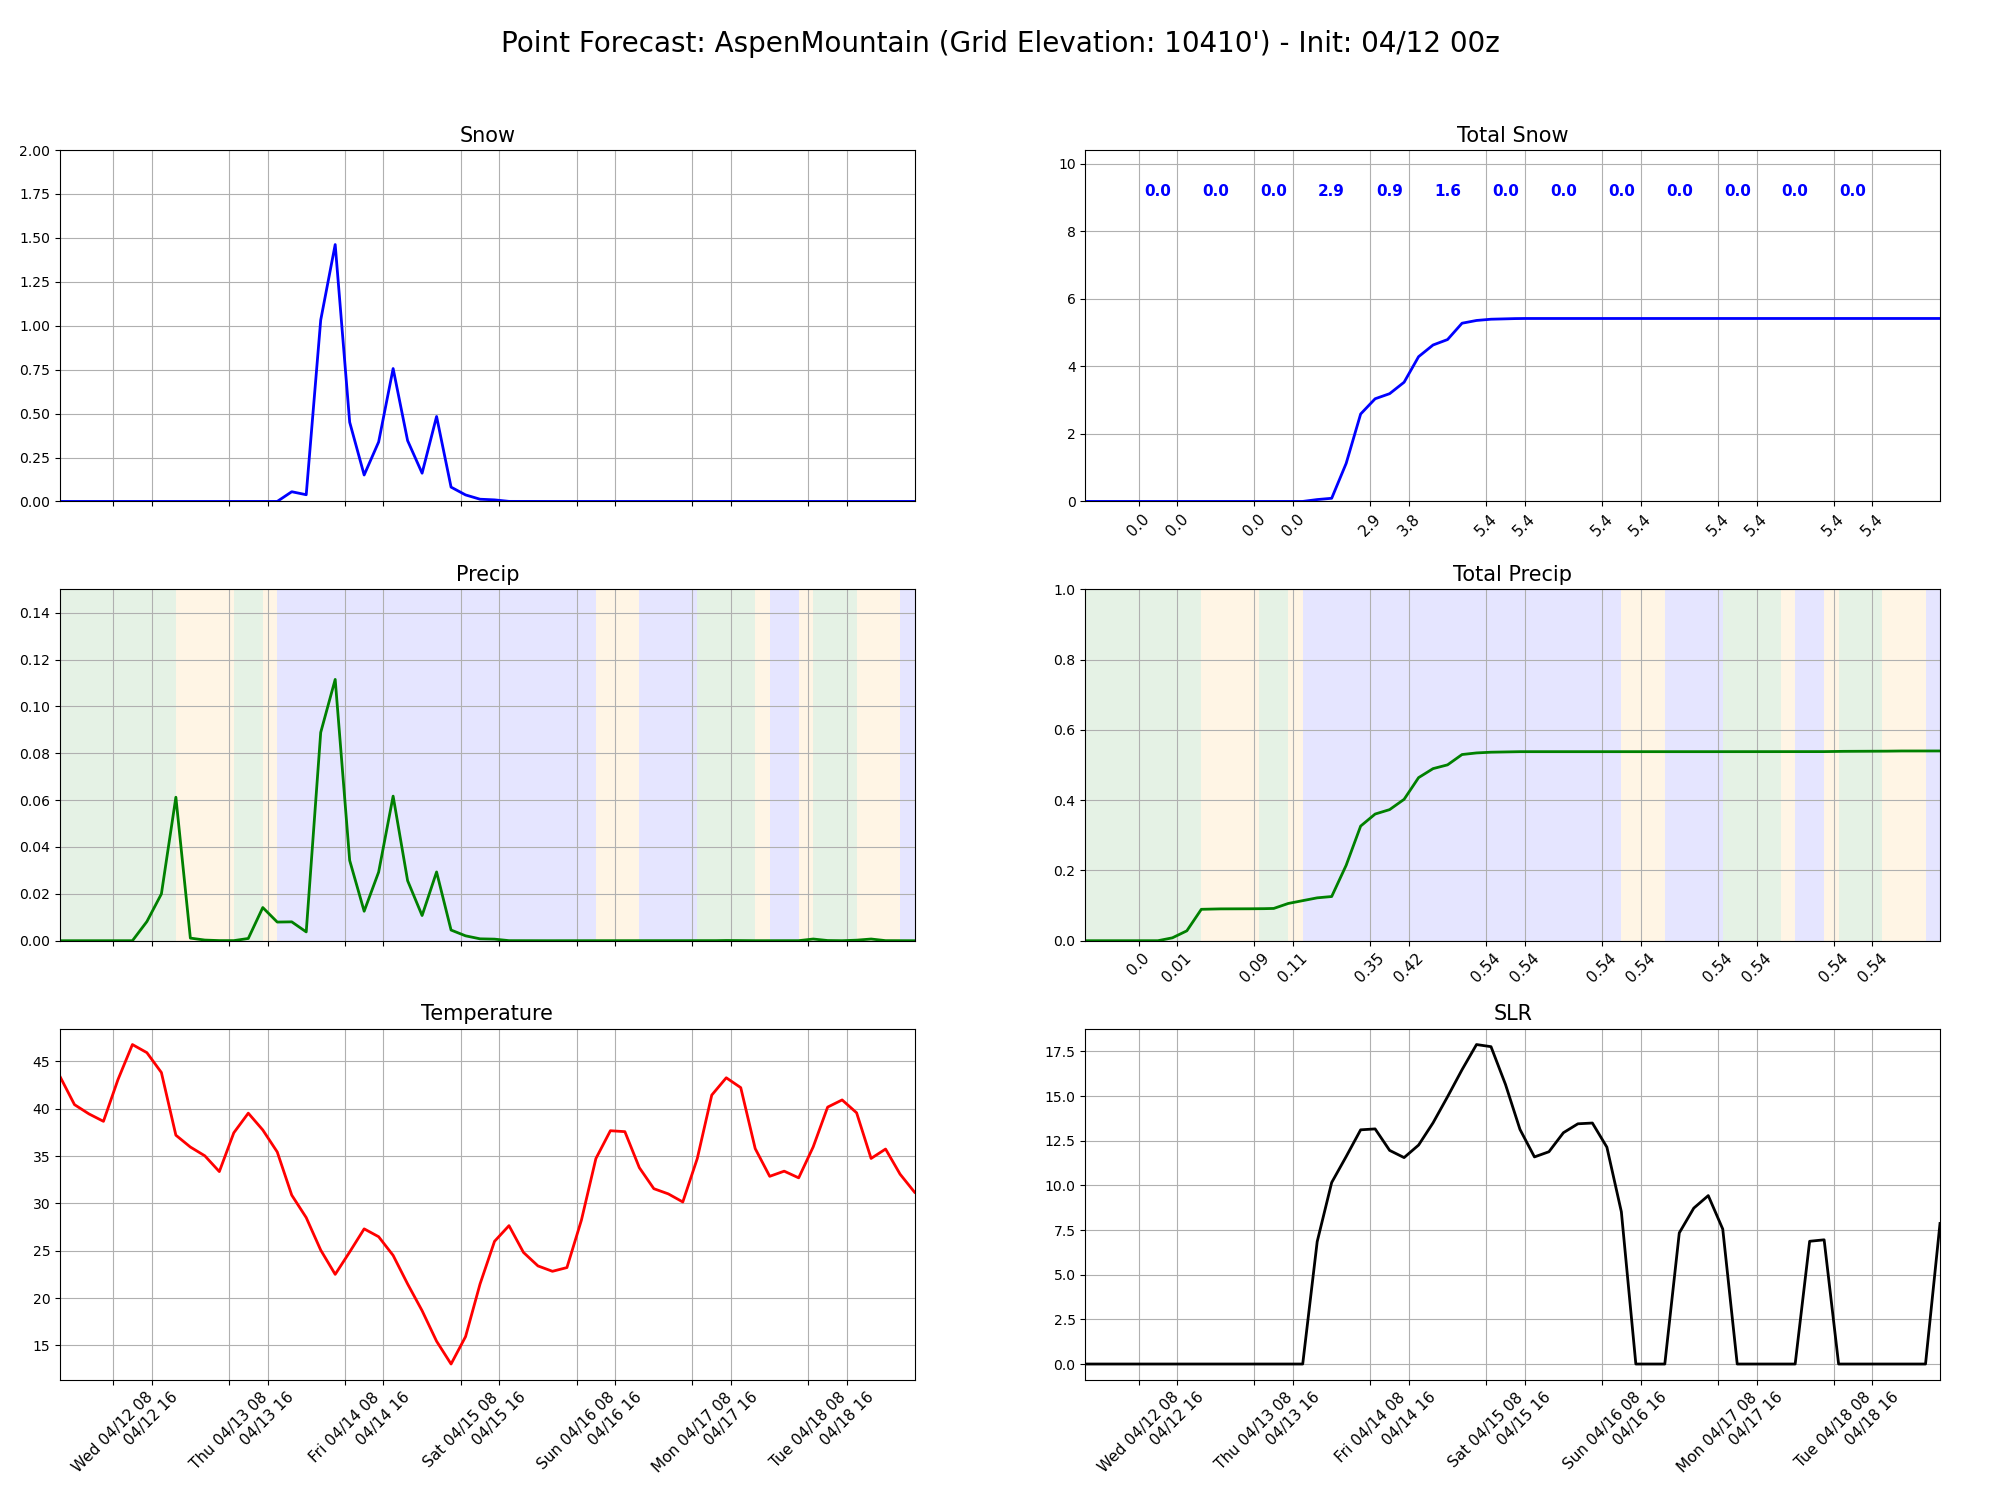 Point Forecast: AspenMountain (Grid Elevation: 10410') - Init: 04/12 00z
Snow
2.00
1.75
1.50
1.25
1.00
0.75
0.50
0.25
0.00
Total Snow
10
8
6
4
2
0
0.0 0.0 0.0 2.9 0.9 1.6 0.0 0.0 0.0 0.0 0.0 0.0 0.0
0.0 0.0 0.0 0.0 2.9 3.8 5.4 5.4 5.4 5.4 5.4 5.4 5.4 5.4
Precip
0.14
0.12
0.10
0.08
0.06
0.04
0.02
0.00
Total Precip
1.0
0.8
0.6
0.4
0.2
0.0
0.0 0.01 0.09 0.11 0.35 0.42 0.54 0.54 0.54 0.54 0.54 0.54 0.54 0.54
Temperature
45
40
35
30
25
20
15
Wed 04/12 08
04/12 16
Thu 04/13 08
04/13 16
Fri 04/14 08
04/14 16
Sat 04/15 08
04/15 16
Sun 04/16 08
04/16 16
Mon 04/17 08
04/17 16
Tue 04/18 08
04/18 16
SLR
17.5
15.0
12.5
10.0
7.5
5.0
2.5
0.0
Wed 04/12 08
04/12 16
Thu 04/13 08
04/13 16
Fri 04/14 08
04/14 16
Sat 04/15 08
04/15 16
Sun 04/16 08
04/16 16
Mon 04/17 08
04/17 16
Tue 04/18 08
04/18 16